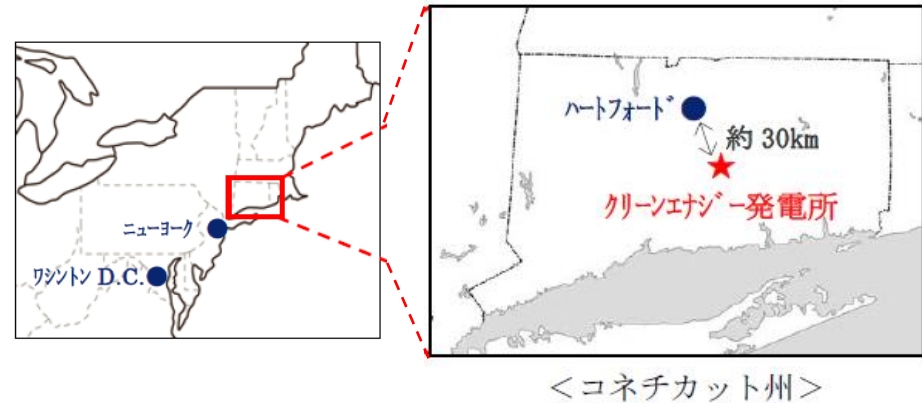 ニューヨーク
ワシントン D.C.
ハートフォード
約 30km
クリーンエナジー発電所
＜コネチカット州＞